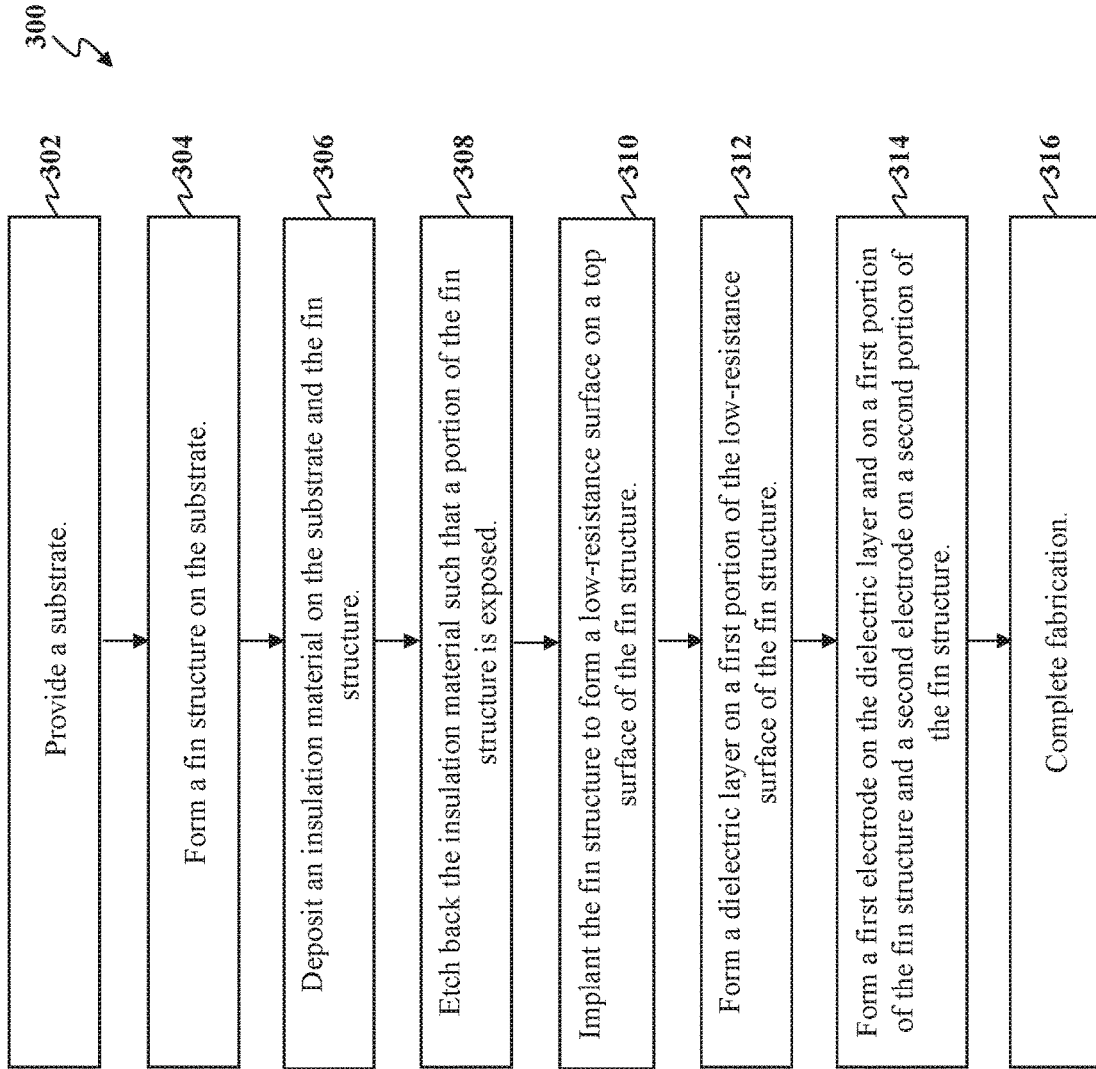 300
Provide a substrate.
302
Form a fin structure on the substrate.
304
Deposit an insulation material on the substrate and the fin
structure.
306
Etch back the insulation material such that a portion of the fin
structure is exposed.
308
Implant the fin structure to form a low-resistance surface on a top
surface of the fin structure.
310
Form a dielectric layer on a first portion of the low-resistance
surface of the fin structure.
312
Form a first electrode on the dielectric layer and on a first portion
of the fin structure and a second electrode on a second portion of
the fin structure.
314
Complete fabrication.
316